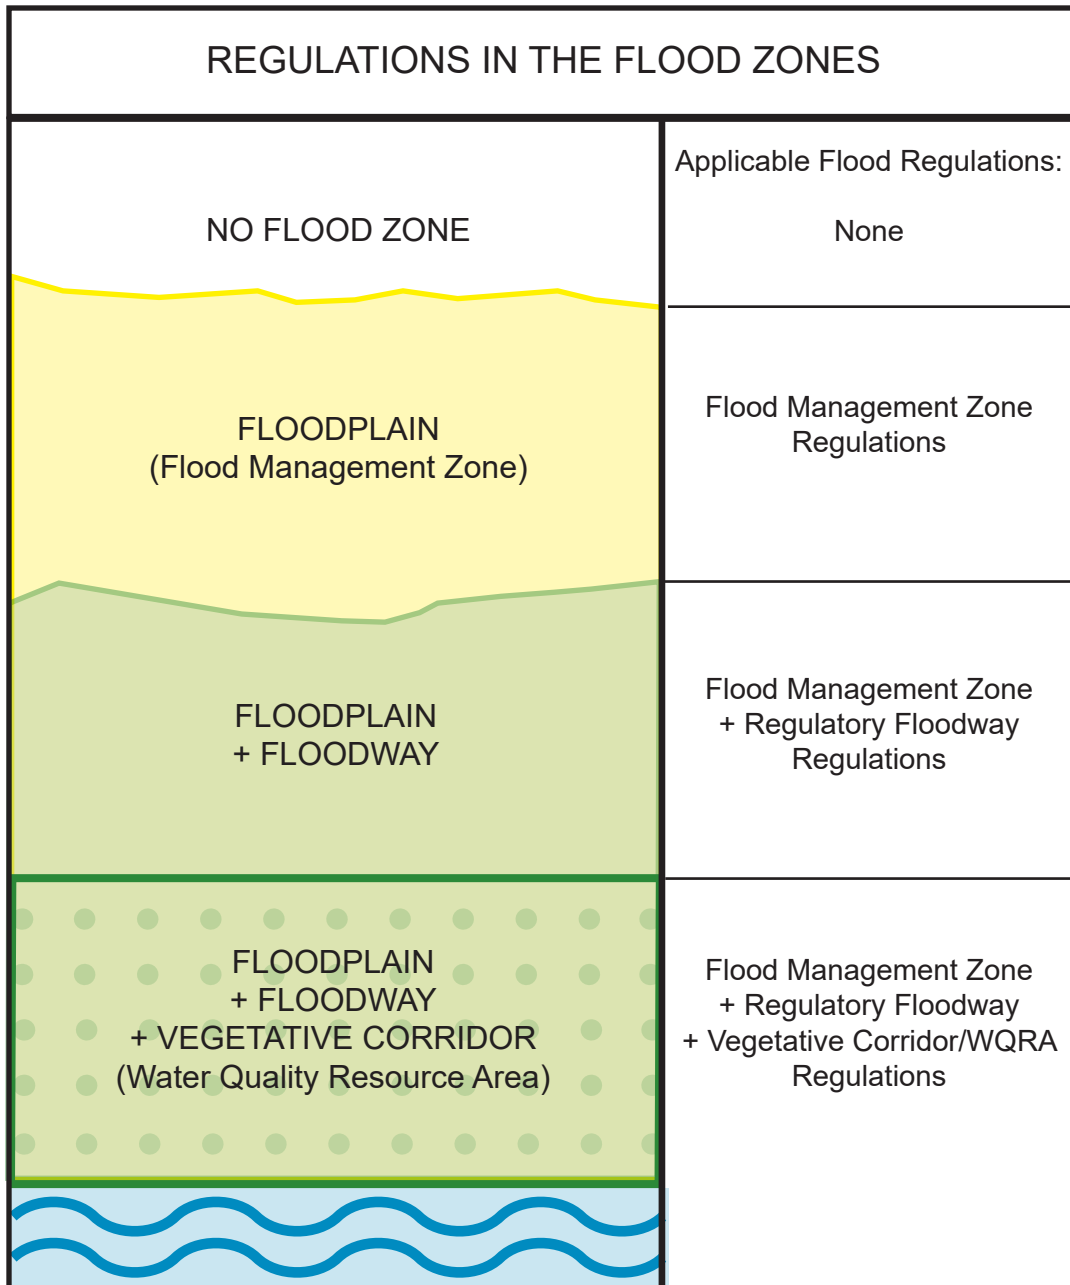 REGULATIONS IN THE FLOOD ZONES
NO FLOOD ZONE
Applicable Flood Regulations:
None
FLOODPLAIN
(Flood Management Zone)
Flood Management Zone
Regulations
FLOODPLAIN
+ FLOODWAY
Flood Management Zone
+ Regulatory Floodway
Regulations
FLOODPLAIN
+ FLOODWAY
+ VEGETATIVE CORRIDOR
(Water Quality Resource Area)
Flood Management Zone
+ Regulatory Floodway
+ Vegetative Corridor/WQRA
Regulations